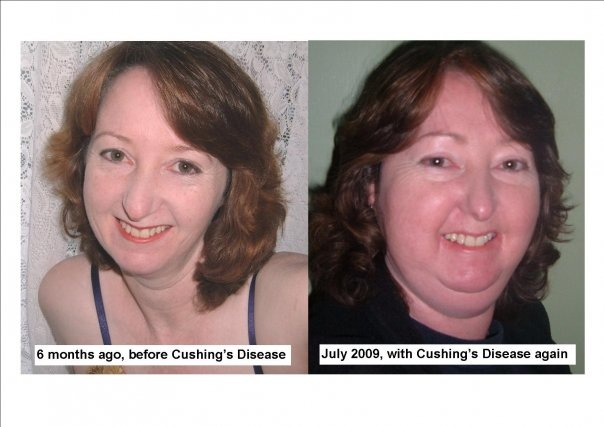 6 months ago, before Cushing's Disease
July 2009, with Cushing's Disease again